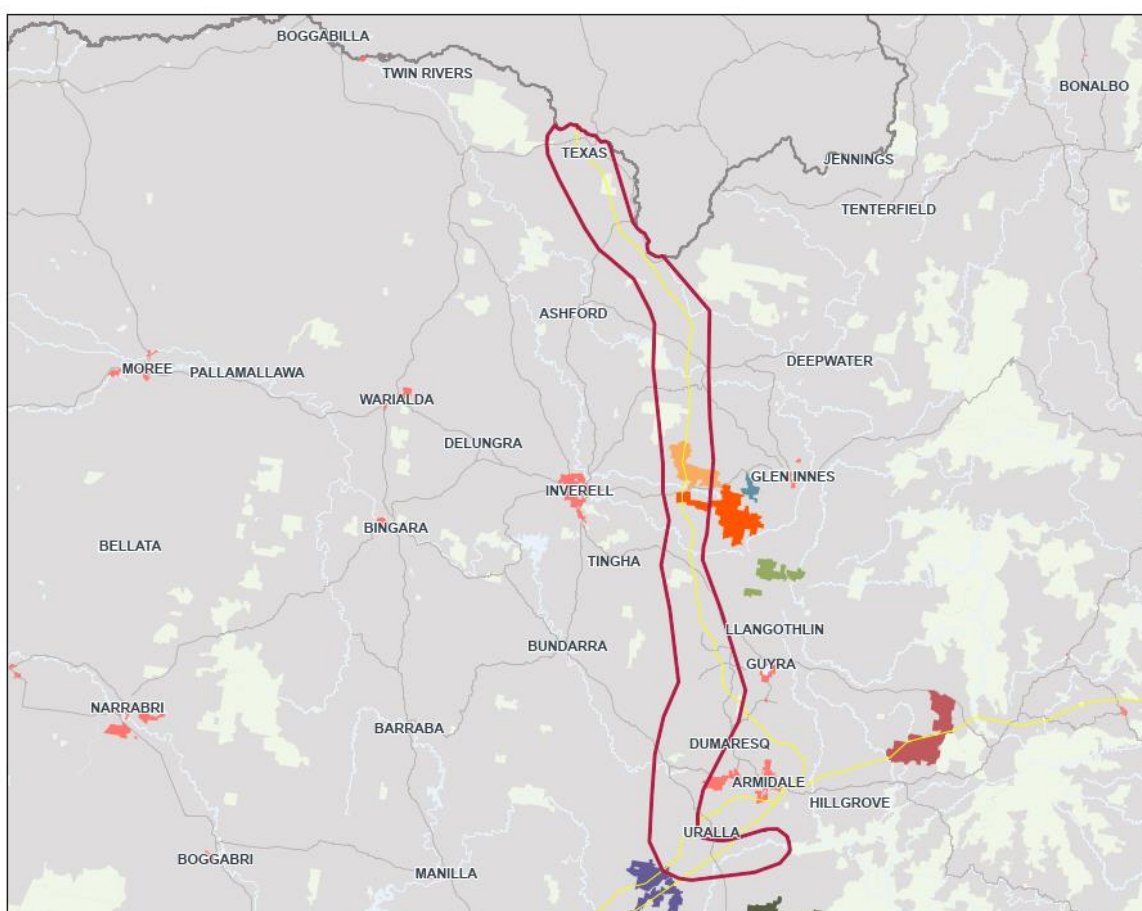 BOGGABILLA
TWIN RIVERS
BONALBO
TEXAS
JENNINGS
TENTERFIELD
ASHFORD
DEEPWATER
MOREE
PALLAMALLAWA
WARIALDA
DELUNGRA
GLEN INNES
INVERELL
BINGARA
BELLATA
TINGHA
LLANGOTHLIN
BUNDARRA
GUYRA
NARRABRI
BARRABA
DUMARESQ
ARMIDALE
HILLGROVE
URALLA
BOGGABRI
MANILLA